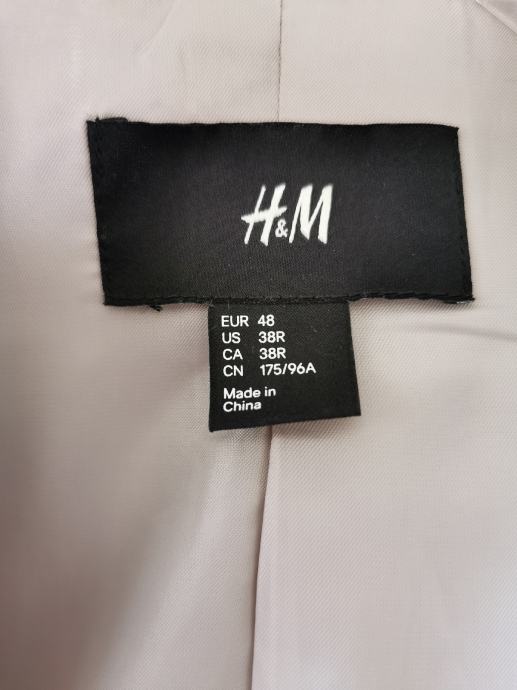 H&M
EUR 48
US 38R
CA 38R
CN 175/96A
Made in
China